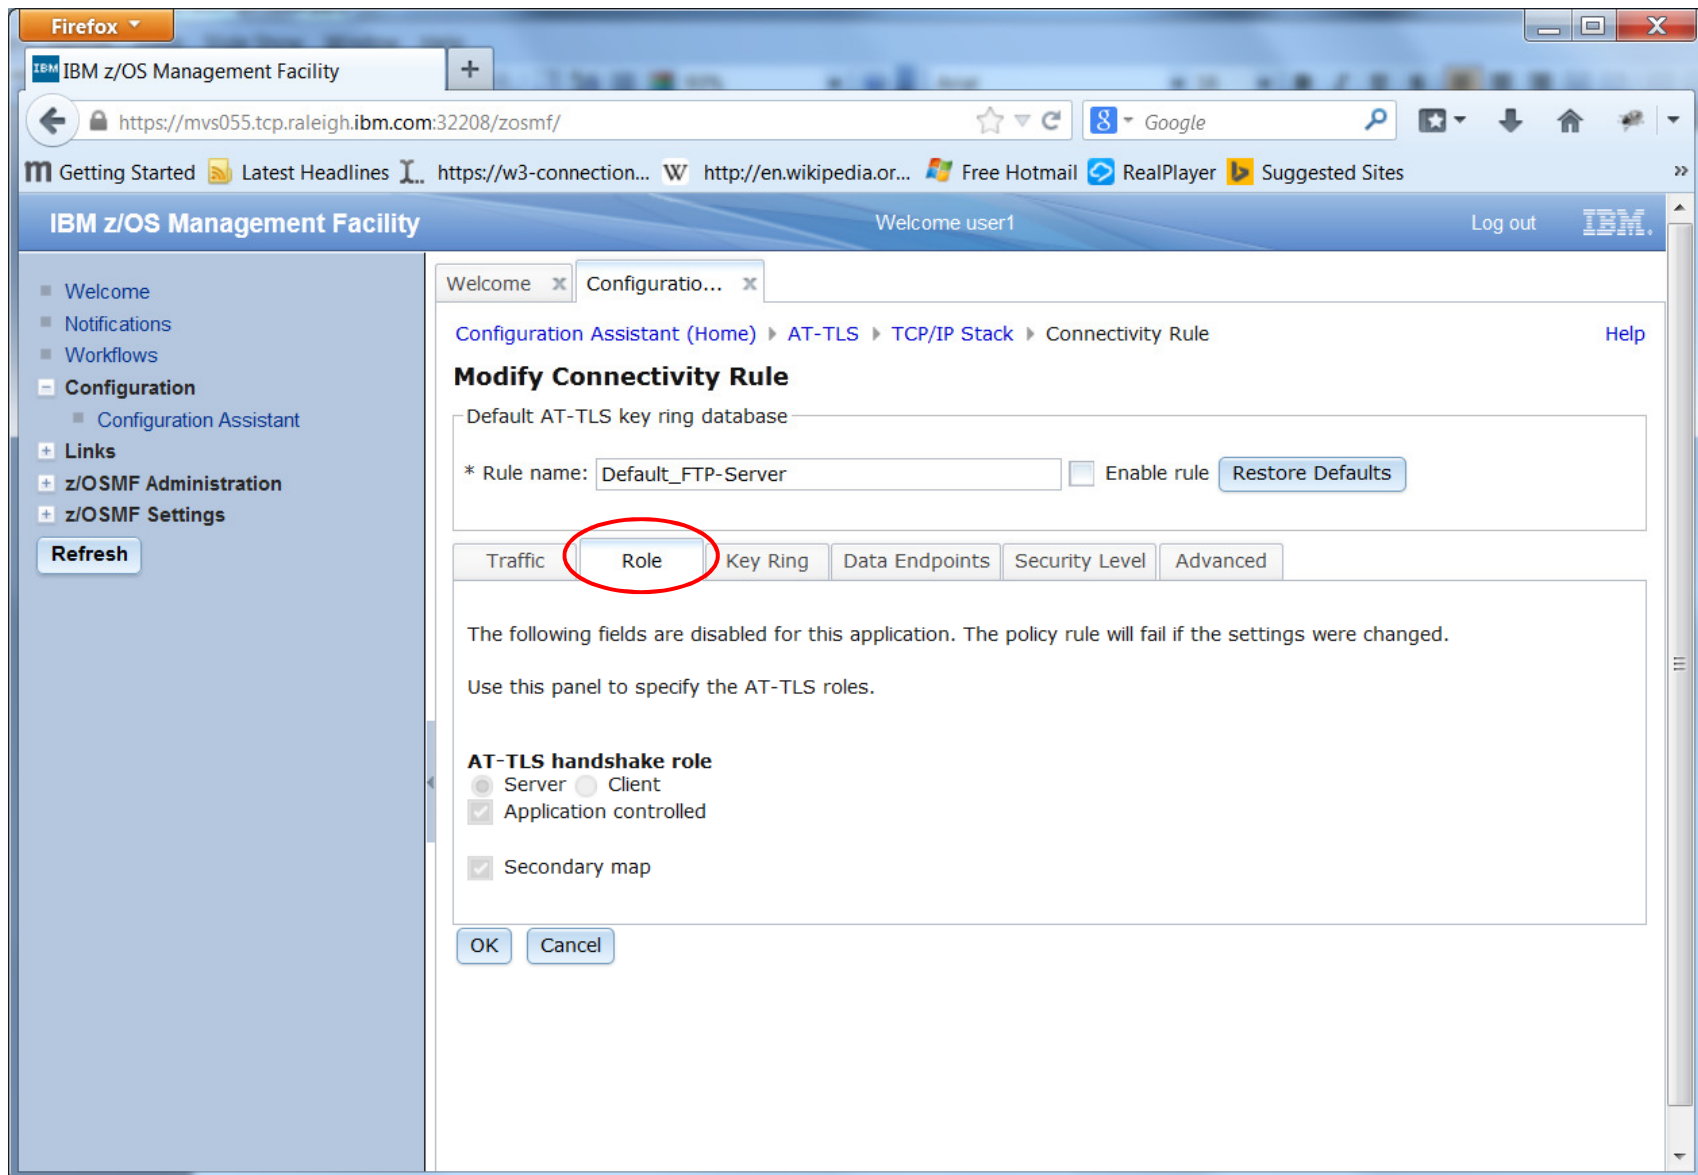 Firefox
IBM IBM z/OS Management Facility +
https://mvs055.tcp.raleigh.ibm.com:32208/zosmf/ 8 Google
m Getting Started Latest Headlines https://w3-connection... W http://en.wikipedia.or... Free Hotmail RealPlayer Suggested Sites »
IBM z/OS Management Facility Welcome user1 Log out IBM.
Welcome
Notifications
Workflows
Configuration
Configuration Assistant
Links
z/OSMF Administration
z/OSMF Settings
Refresh
Welcome x Configuratio... x
Configuration Assistant (Home) AT-TLS TCP/IP Stack Connectivity Rule Help
Modify Connectivity Rule
Default AT-TLS key ring database
* Rule name: Default_FTP-Server Enable rule Restore Defaults
Traffic Role Key Ring Data Endpoints Security Level Advanced
The following fields are disabled for this application. The policy rule will fail if the settings were changed.
Use this panel to specify the AT-TLS roles.
AT-TLS handshake role
Server Client
Application controlled
Secondary map
OK Cancel